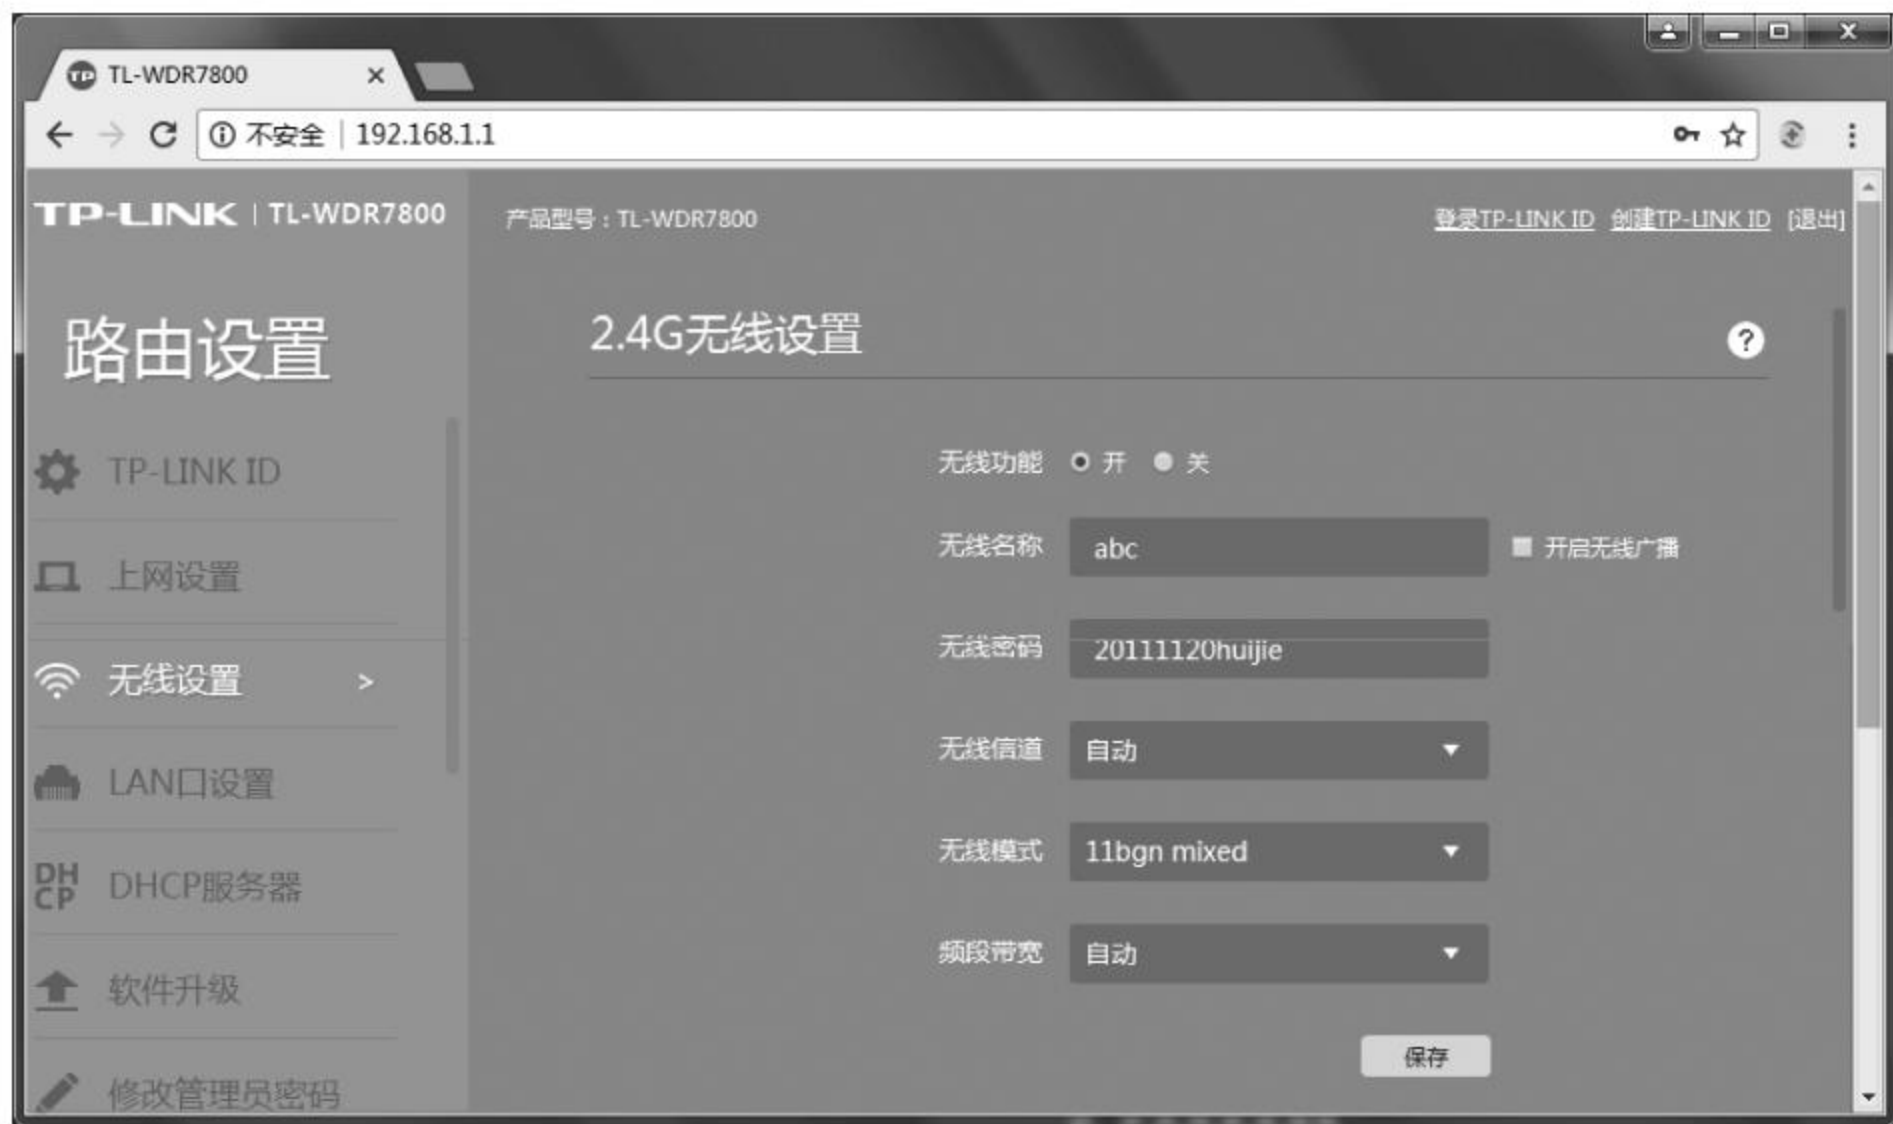 TL-WDR7800
不安全 192.168.1.1
TP-LINK | TL-WDR7800
产品型号：TL-WDR7800
登录TP-LINK ID 创建TP-LINK ID [退出]
路由设置
TP-LINK ID
上网设置
无线设置 >
LAN口设置
DHCP DHCP服务器
软件升级
修改管理员密码
2.4G无线设置
?
无线功能 开 关
无线名称 abc 开启无线广播
无线密码 20111120huijie
无线信道 自动
无线模式 11bgn mixed
频段带宽 自动
保存